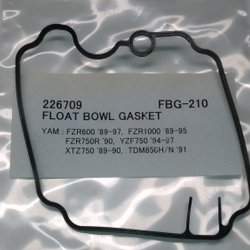 226709 FBG-210
FLOAT BOWL GASKET
YAM : FZR600 '89-97, FZR1000 '89-95
FZR750R '90, YZF750 '94-97
XTZ750 '89-90, TDM850H/N '91